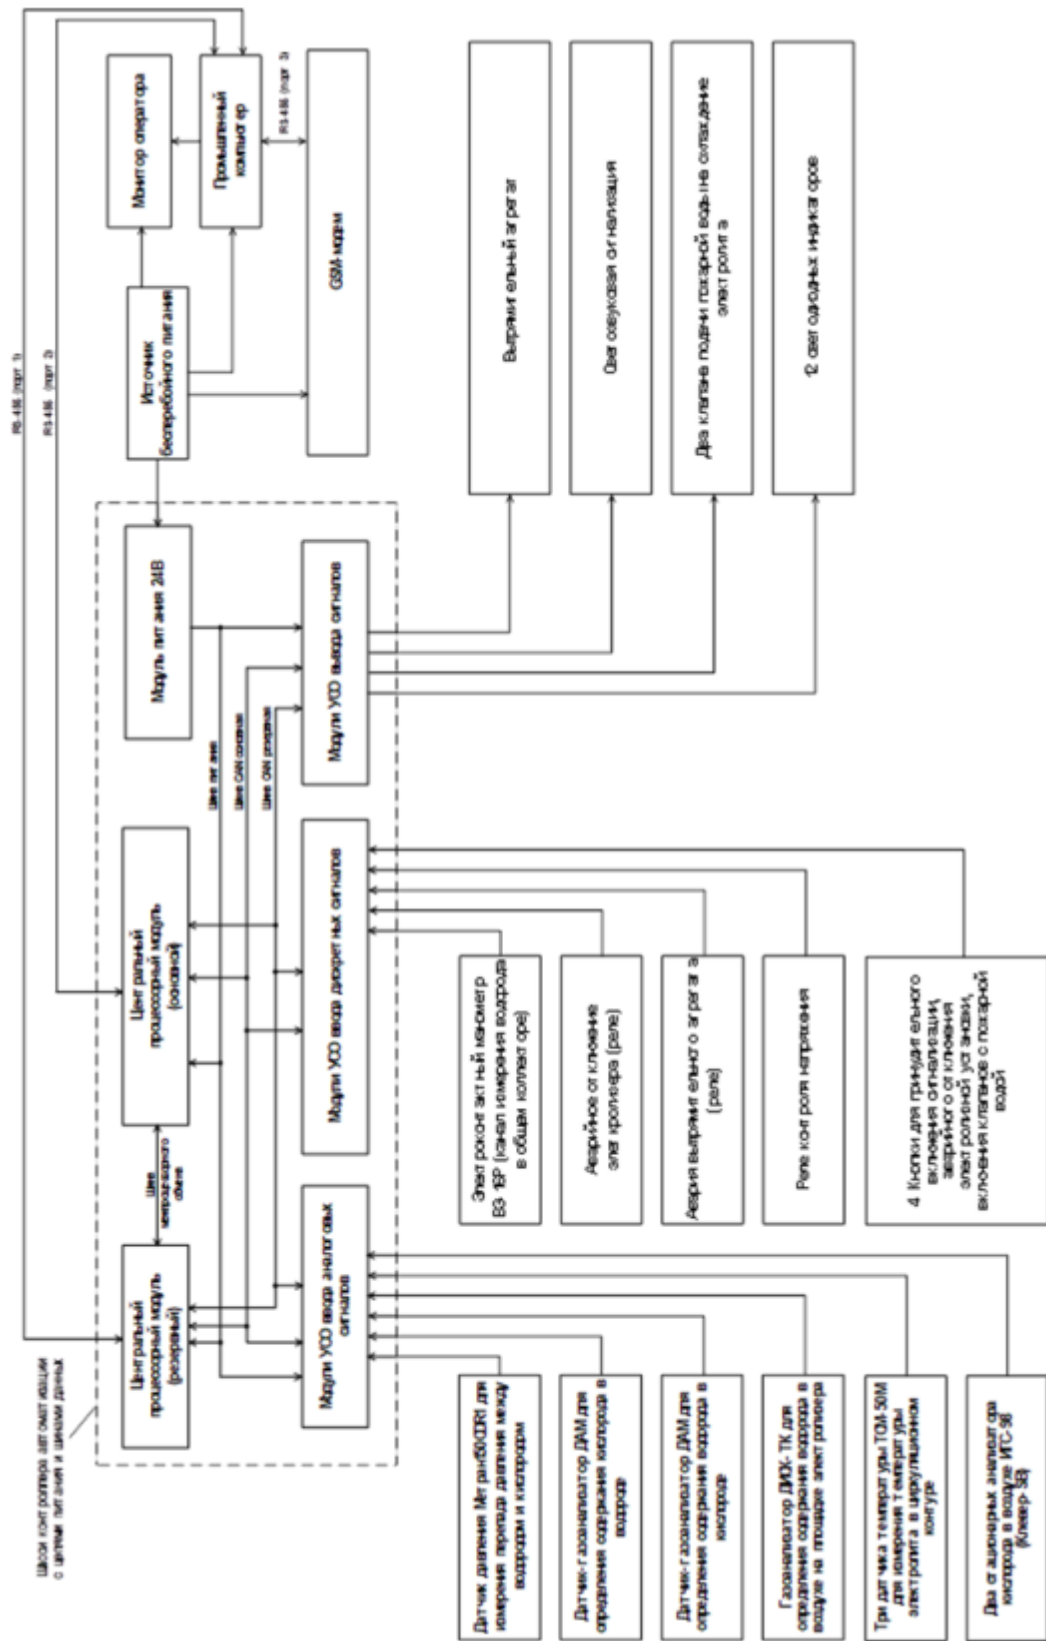 RS-485 (порт 1)
RS-485 (порт 2)
Шасси контроллера автоматизации
с цепями питания и шинами данных
Центральный
процессорный модуль
(резервный)
Шина
межпроцессорного
обмена
Центральный
процессорный модуль
(основной)
Модуль питания 24В
Источник
бесперебойного питания
Монитор оператора
Промышленный
компьютер
RS-485 (порт 3)
GSM-модем
Шина питания
Шина CAN основная
Шина CAN резервная
Модули УСО ввода аналоговых
сигналов
Модули УСО ввода дискретных сигналов
Модули УСО вывода сигналов
Датчик давления Метран150CDR1 для
измерения перепада давления между
водородом и кислородом
Датчик-газоанализатор ДАМ для
определения содержания кислорода в
водороде
Датчик-газоанализатор ДАМ для
определения содержания водорода в
кислороде
Газоанализатор ДИОХ-ТК для
определения содержания водорода в
воздухе на площадке электролизера
Три датчика температуры ТСМ-50М
для измерения температуры
электролита в циркуляционном
контуре
Два стационарных анализатора
кислорода в воздухе ИГС-98
(Клевер-SB)
Электроконтактный манометр
ВЭ-16Р (канал измерения водорода
в общем коллекторе)
Аварийное отключение
электролизера (реле)
Авария выпрямительного агрегата
(реле)
Реле контроля напряжения
4 Кнопки для принудительного
включения сигнализации,
аварийного отключения
электролизной установки,
включения клапанов с пожарной
водой
Выпрямительный агрегат
Светозвуковая сигнализация
Два клапана подачи пожарной воды на охлаждение
электролита
12 светодиодных индикаторов